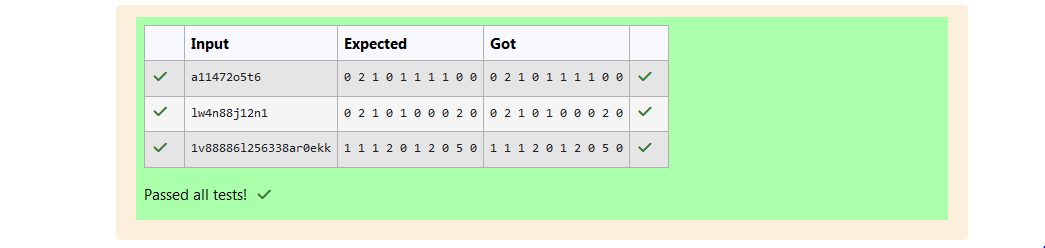 Input Expected Got
a11472o5t6 0 2 1 0 1 1 1 1 0 0 0 2 1 0 1 1 1 1 0 0
lw4n88j12n1 0 2 1 0 1 0 0 0 2 0 0 2 1 0 1 0 0 0 2 0
1v88886l256338ar0ekk 1 1 1 2 0 1 2 0 5 0 1 1 1 2 0 1 2 0 5 0
Passed all tests!